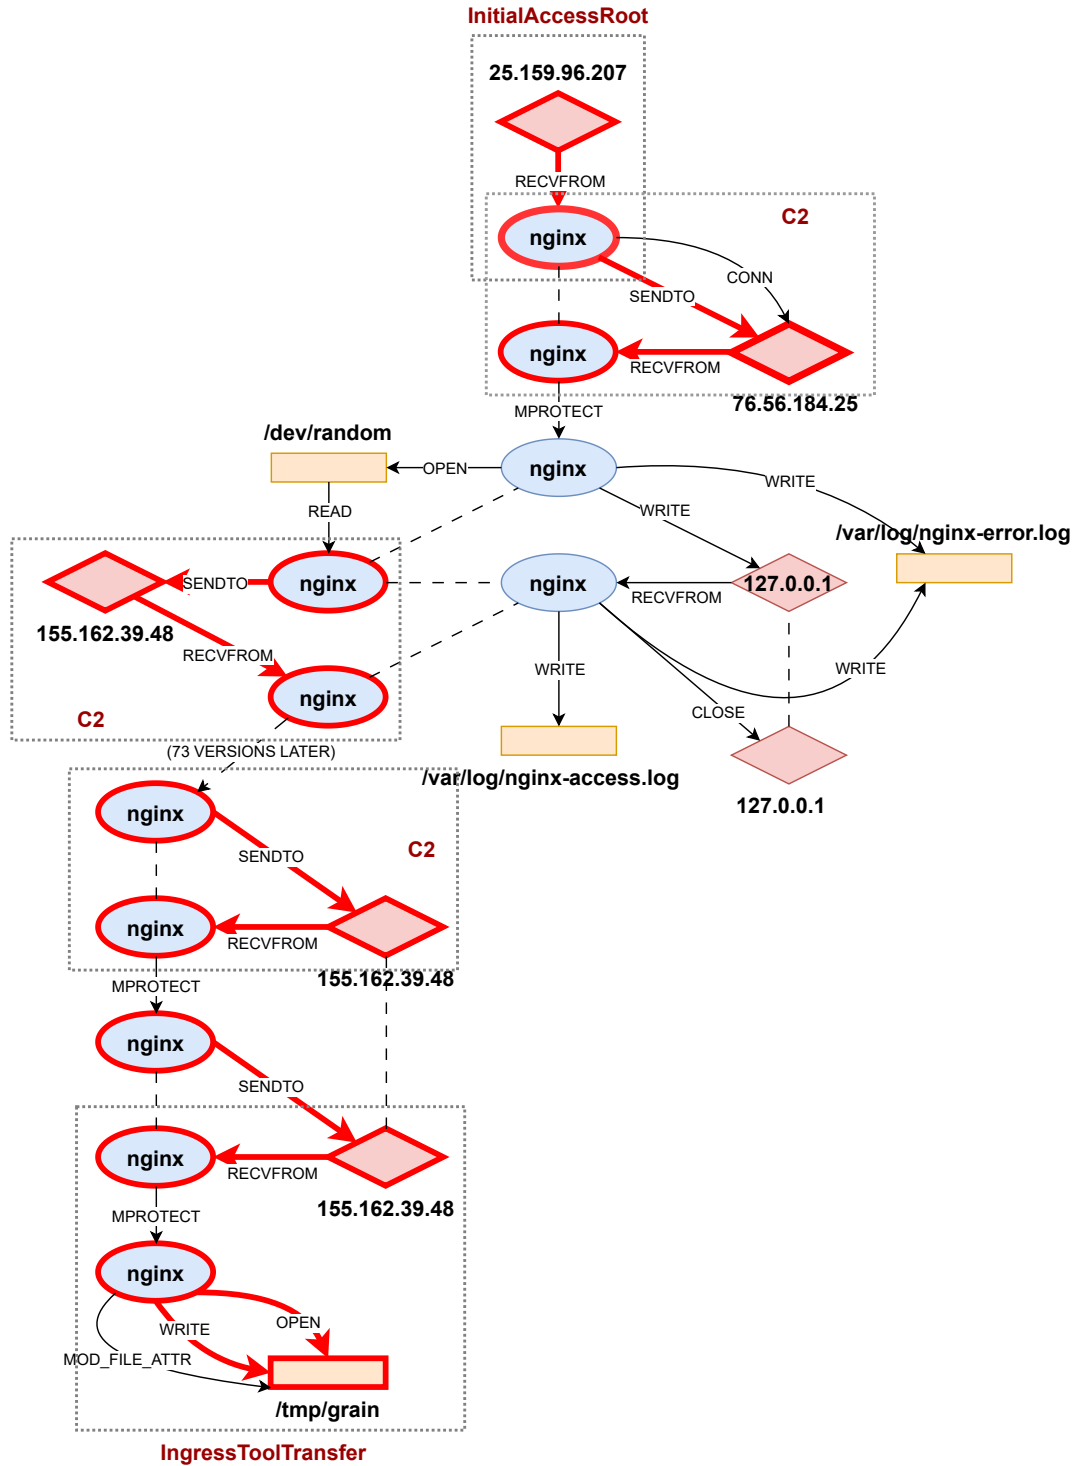 InitialAccessRoot
25.159.96.207
RECVFROM
C2
nginx
CONN
SENDTO
nginx
RECVFROM
76.56.184.25
MPROTECT
/dev/random
nginx
OPEN
WRITE
READ
WRITE
/var/log/nginx-error.log
SENDTO
nginx
nginx
RECVFROM
127.0.0.1
155.162.39.48
RECVFROM
WRITE
WRITE
nginx
C2
CLOSE
(73 VERSIONS LATER)
/var/log/nginx-access.log
127.0.0.1
nginx
SENDTO
C2
nginx
RECVFROM
155.162.39.48
MPROTECT
nginx
SENDTO
nginx
RECVFROM
155.162.39.48
MPROTECT
nginx
WRITE
OPEN
MOD_FILE_ATTR
/tmp/grain
IngressToolTransfer